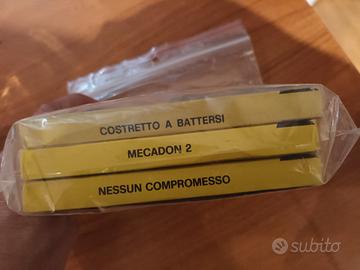 COSTRETTO A BATTERSI
MECADON 2
NESSUN COMPROMESSO
subito